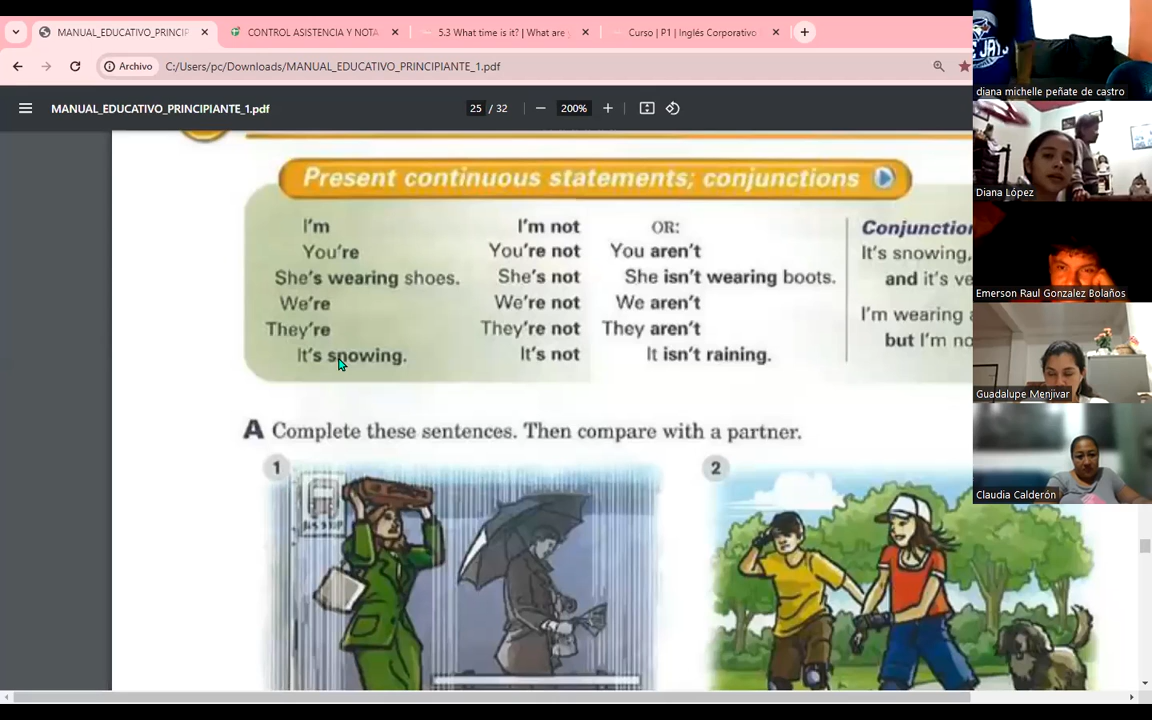 MANUAL_EDUCATIVO_PRINCIP
CONTROL ASISTENCIA Y NOTA
5.3 What time is it? | What are
Curso | P1 | Inglés Corporativo
Archivo
C:/Users/pc/Downloads/MANUAL_EDUCATIVO_PRINCIPIANTE_1.pdf
MANUAL_EDUCATIVO_PRINCIPIANTE_1.pdf
25 / 32
200%
Present continuous statements; conjunctions
I'm
I'm not
OR:
You're
You're not
You aren't
She's wearing shoes.
She's not
She isn't wearing boots.
We're
We're not
We aren't
They're
They're not
They aren't
It's snowing.
It's not
It isn't raining.
Conjunction
It's snowing,
and it's ve
I'm wearing a
but I'm no
A Complete these sentences. Then compare with a partner.
1
2
diana michelle peñate de castro
Diana López
Emerson Raul Gonzalez Bolaños
Guadalupe Menjivar
Claudia Calderón